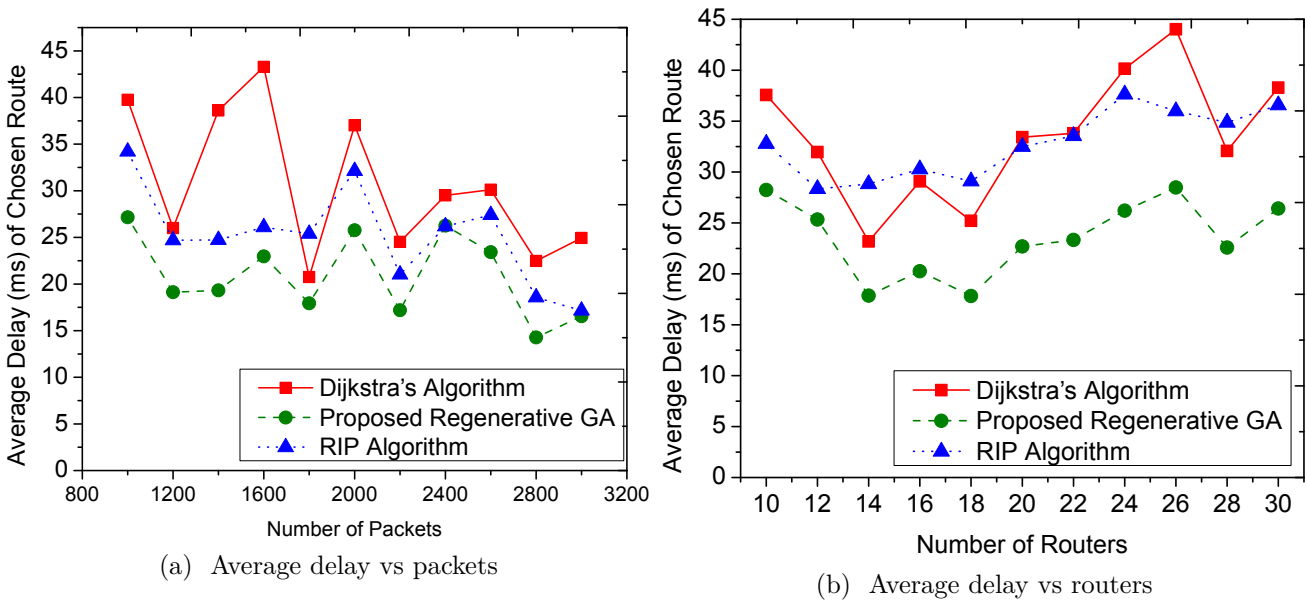 Average Delay (ms) of Chosen Route
45
40
35
30
25
20
15
10
5
0
800 1200 1600 2000 2400 2800 3200
Number of Packets
Dijkstra's Algorithm
Proposed Regenerative GA
RIP Algorithm
(a) Average delay vs packets
Average Delay (ms) of Chosen Route
45
40
35
30
25
20
15
10
5
0
10 12 14 16 18 20 22 24 26 28 30
Number of Routers
Dijkstra's Algorithm
Proposed Regenerative GA
RIP Algorithm
(b) Average delay vs routers